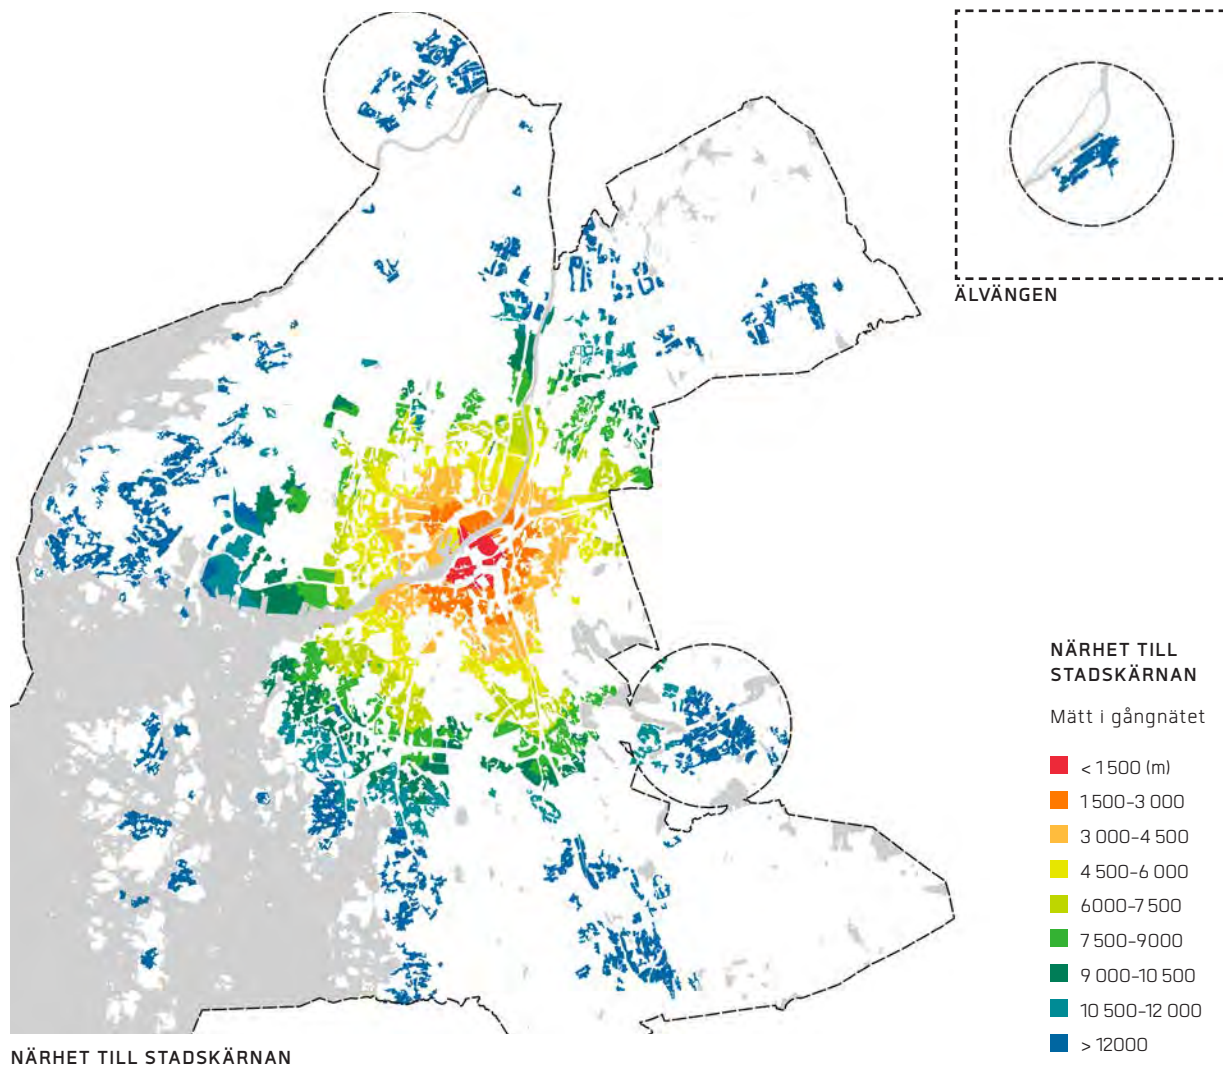 ÄLVÄNGEN
NÄRHET TILL
STADSKÄRNAN
Mätt i gångnätet
< 1 500 (m)
1 500–3 000
3 000–4 500
4 500–6 000
6000–7 500
7 500–9000
9 000–10 500
10 500–12 000
> 12000
NÄRHET TILL STADSKÄRNAN